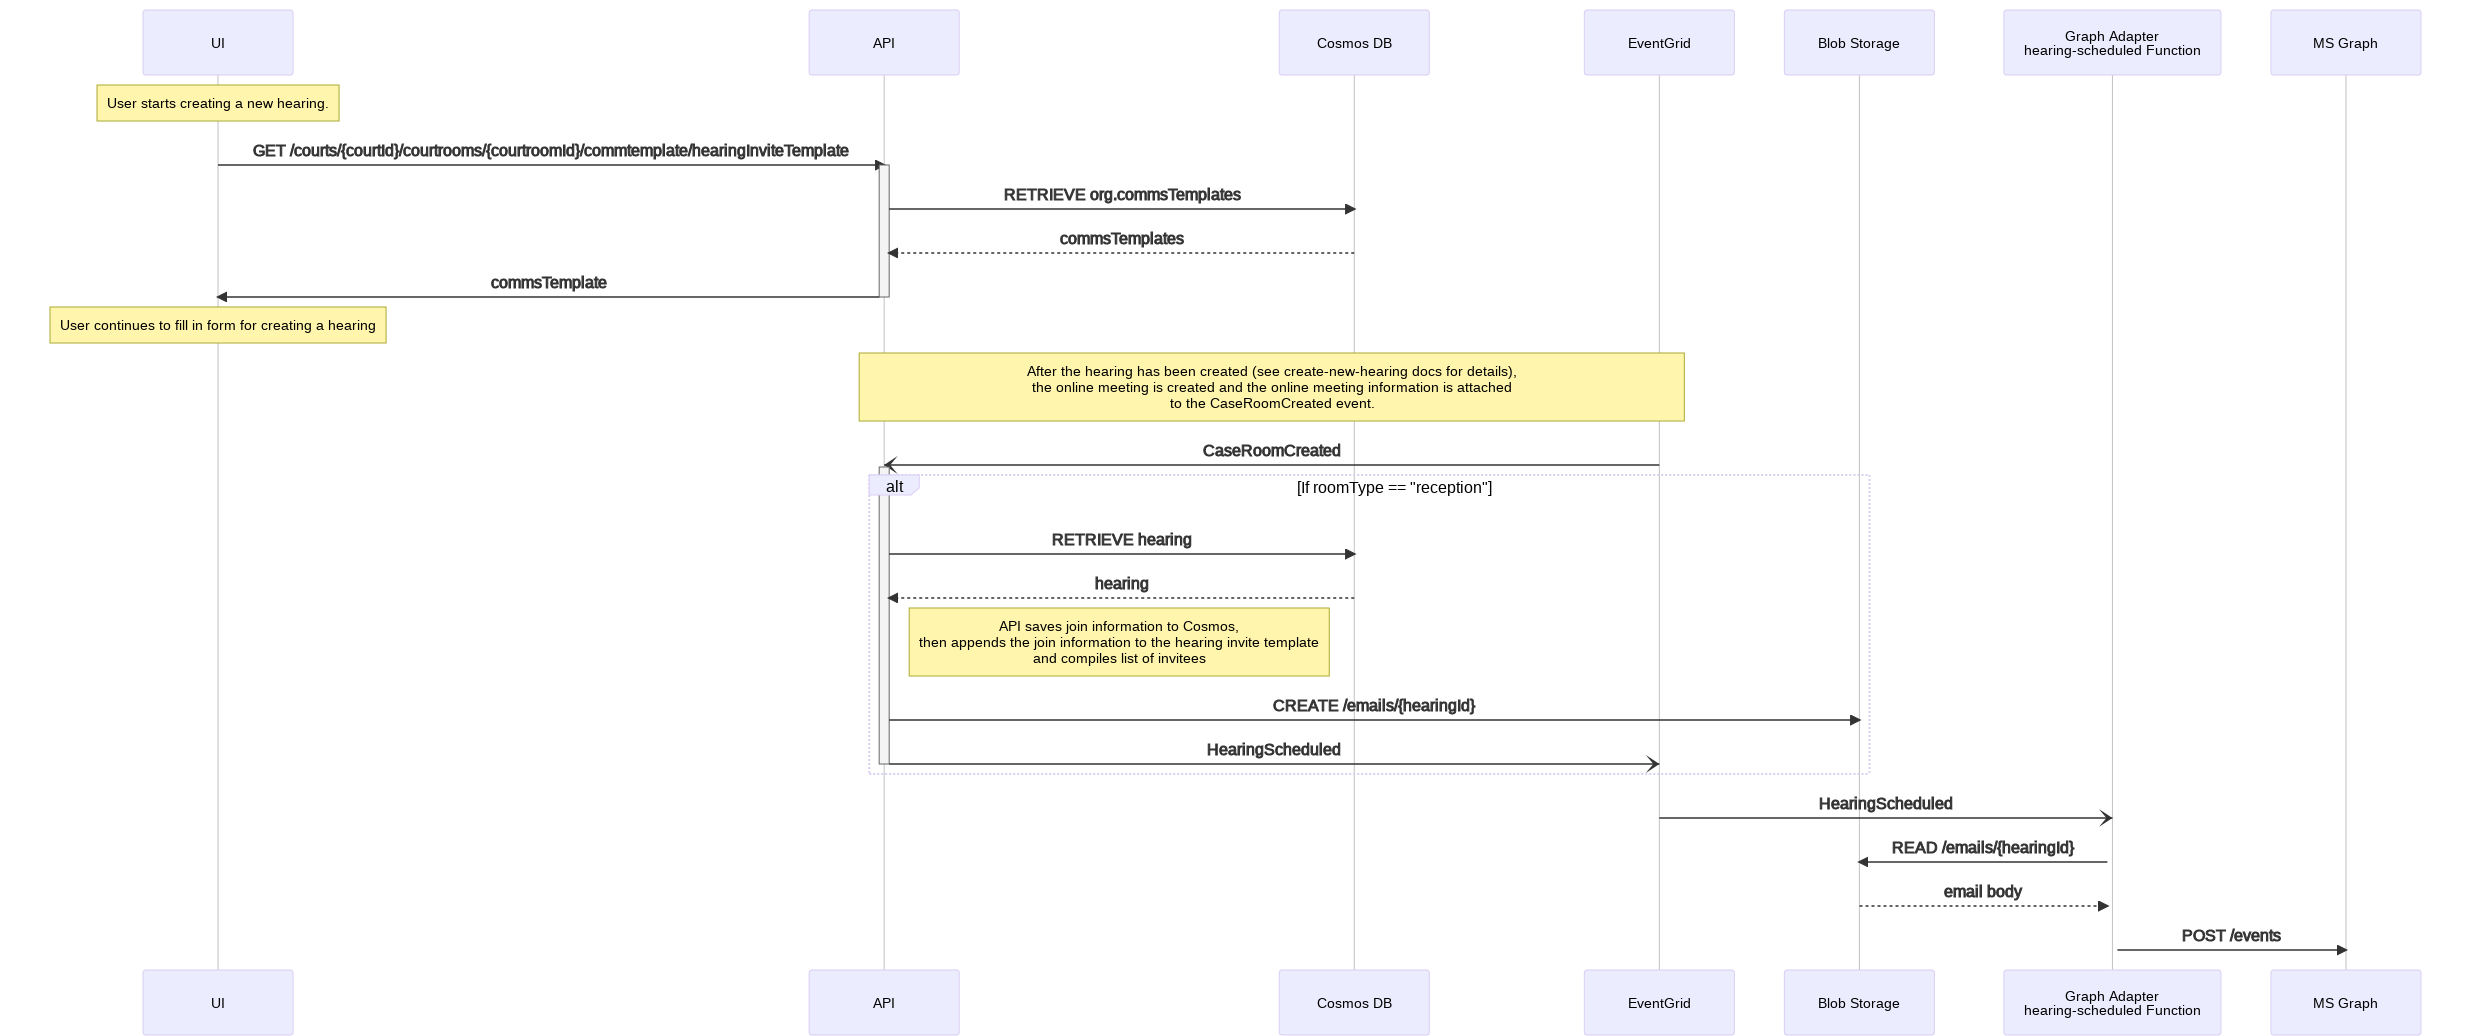 UI
API
Cosmos DB
EventGrid
Blob Storage
Graph Adapter
hearing-scheduled Function
MS Graph
User starts creating a new hearing.
GET /courts/{courtId}/courtrooms/{courtroomId}/commtemplate/hearingInviteTemplate
RETRIEVE org.commsTemplates
commsTemplates
commsTemplate
User continues to fill in form for creating a hearing
After the hearing has been created (see create-new-hearing docs for details),
the online meeting is created and the online meeting information is attached
to the CaseRoomCreated event.
CaseRoomCreated
alt
[If roomType == "reception"]
RETRIEVE hearing
hearing
API saves join information to Cosmos,
then appends the join information to the hearing invite template
and compiles list of invitees
CREATE /emails/{hearingId}
HearingScheduled
HearingScheduled
READ /emails/{hearingId}
email body
POST /events
UI
API
Cosmos DB
EventGrid
Blob Storage
Graph Adapter
hearing-scheduled Function
MS Graph